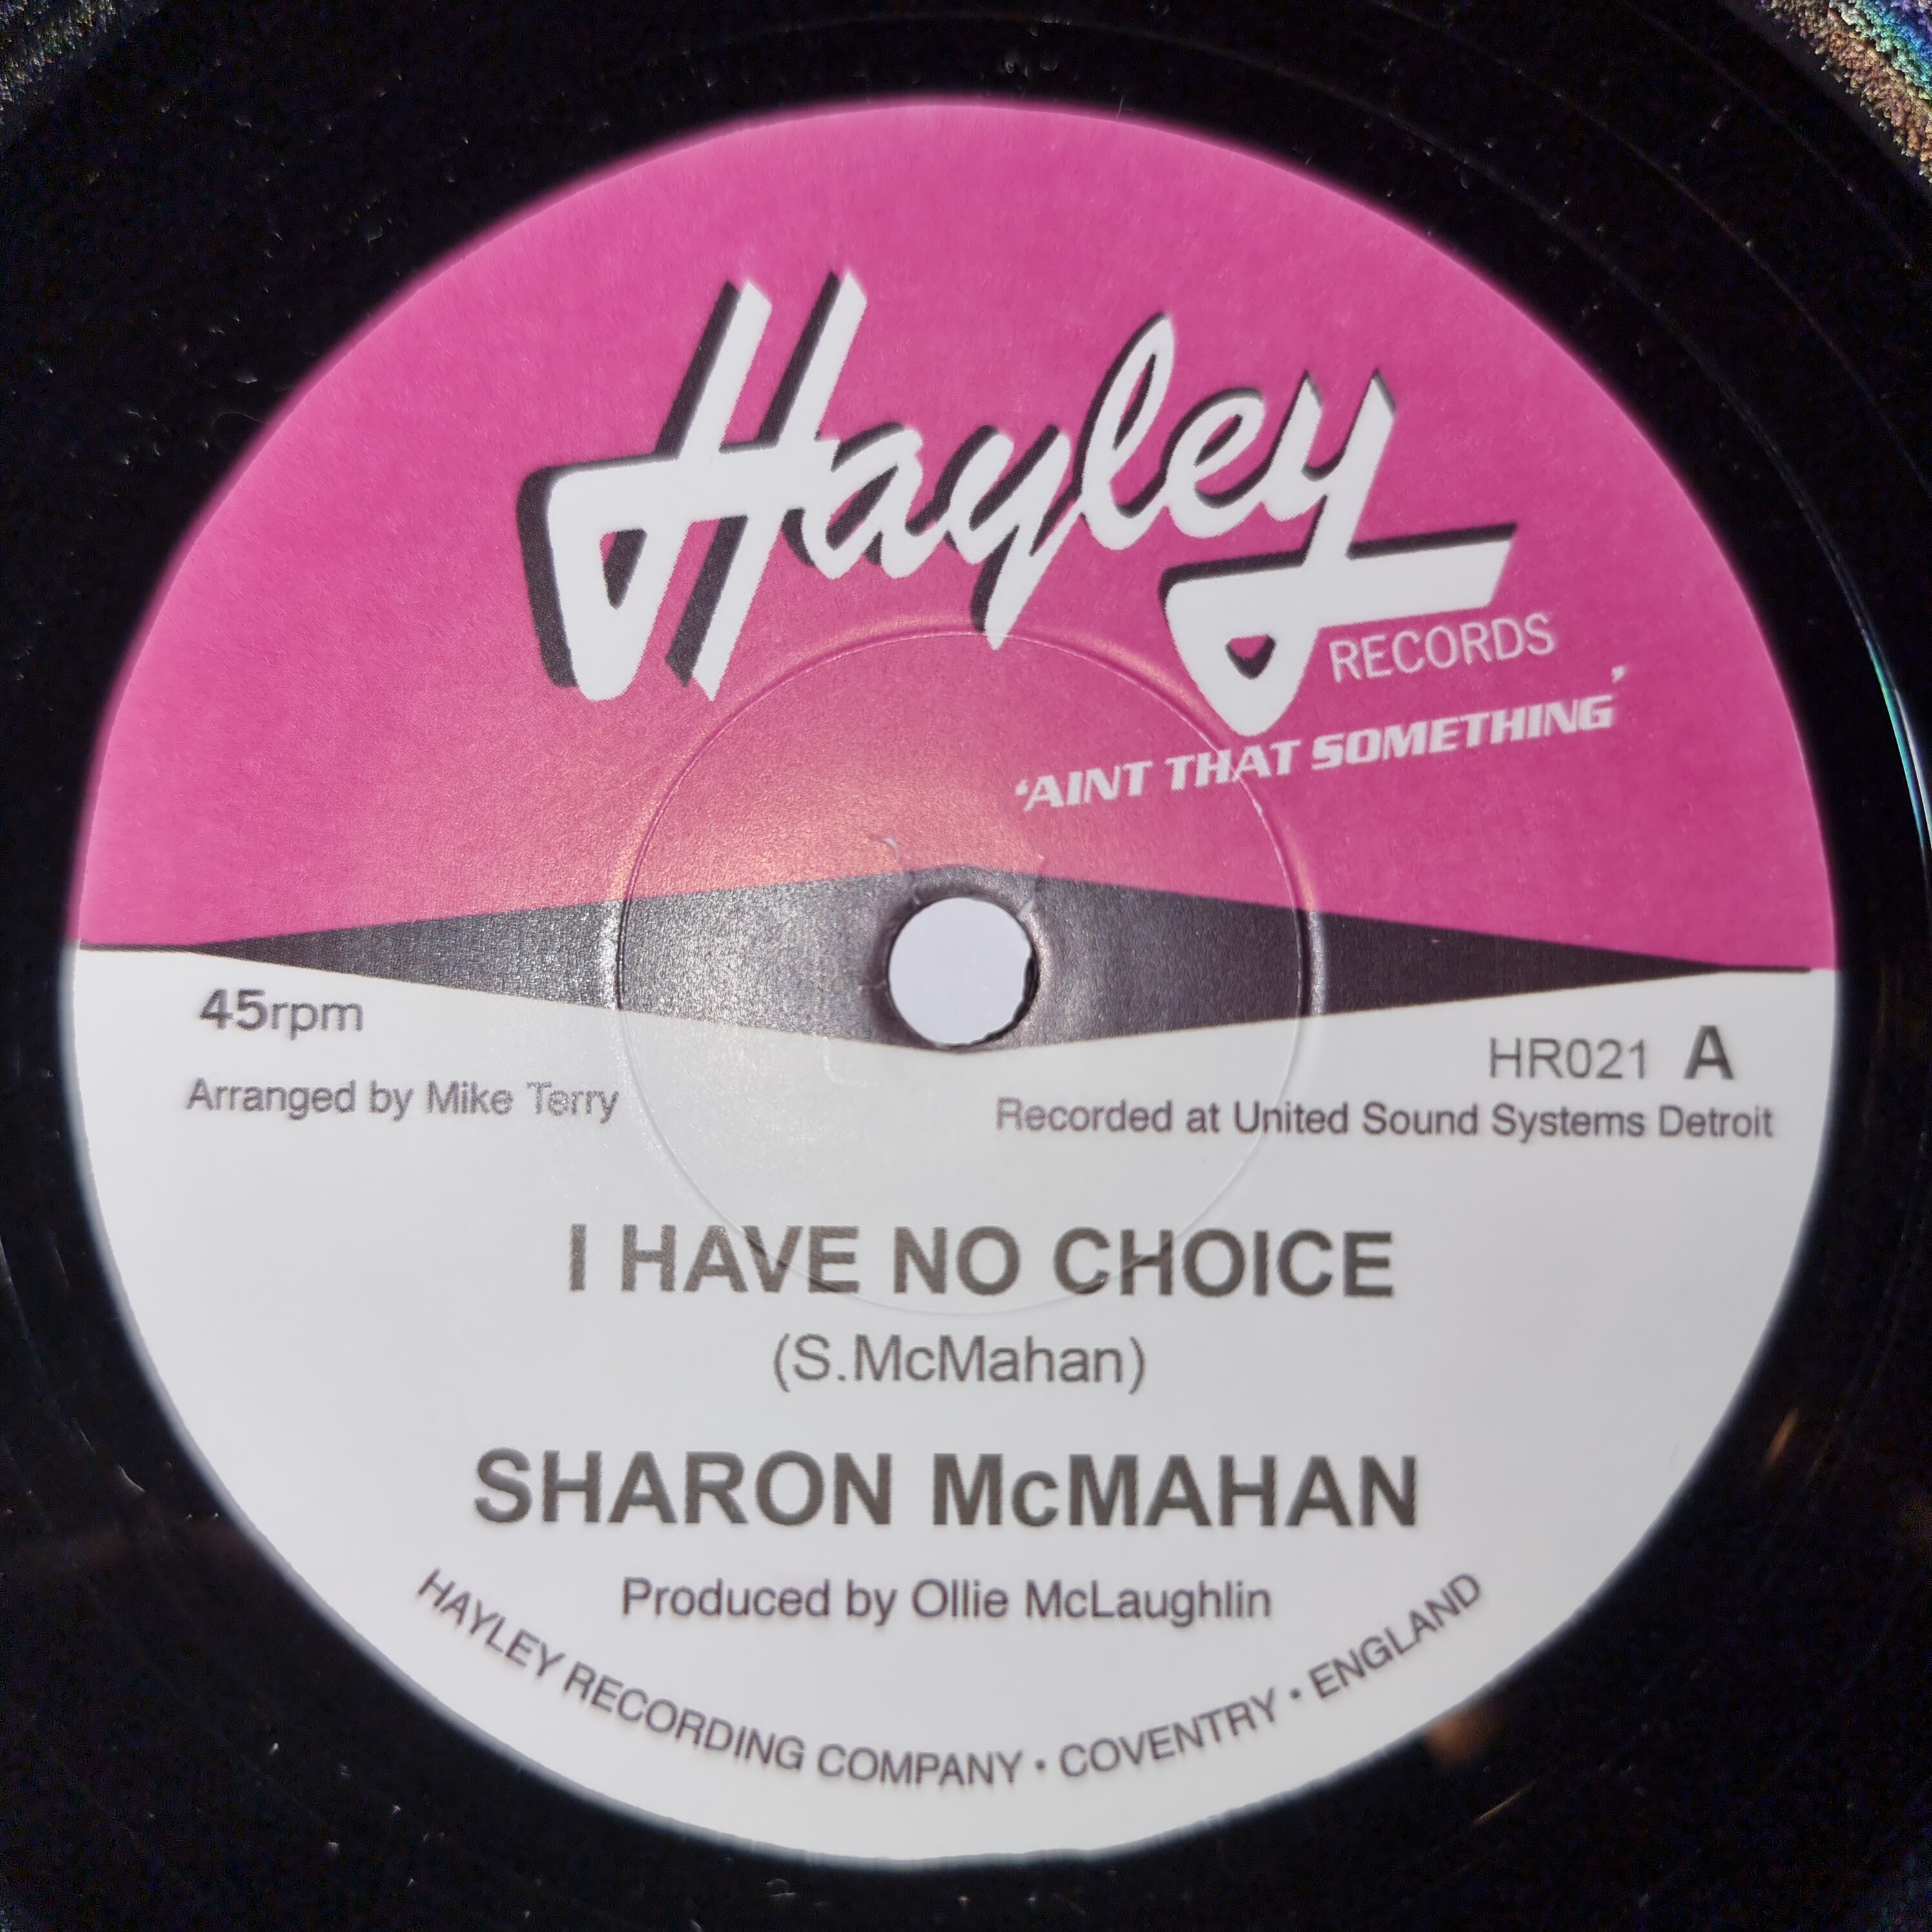 Hayley
RECORDS
‘AINT THAT SOMETHING’
45rpm
HR021 A
Arranged by Mike Terry
Recorded at United Sound Systems Detroit
I HAVE NO CHOICE
(S.McMahan)
SHARON McMAHAN
Produced by Ollie McLaughlin
HAYLEY RECORDING COMPANY • COVENTRY • ENGLAND